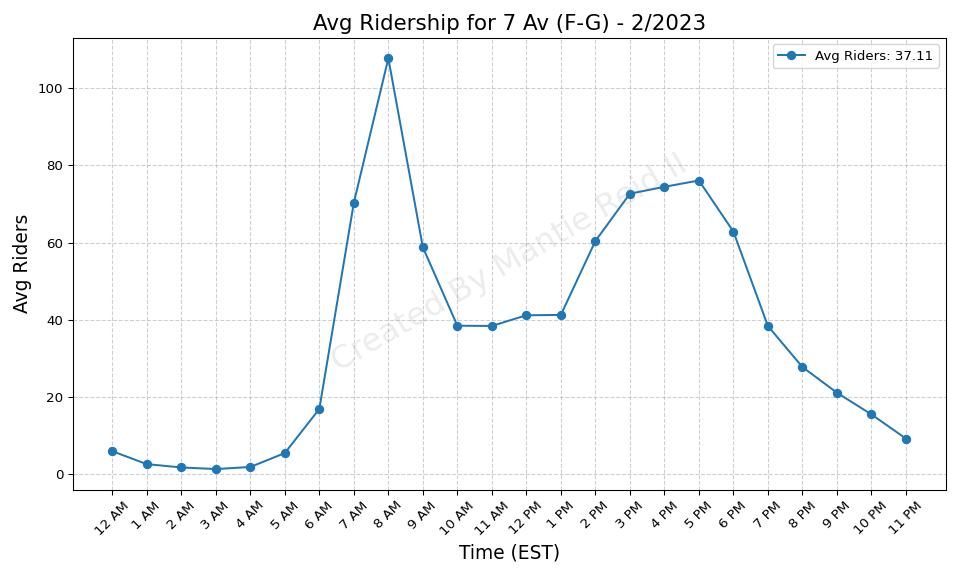 Avg Ridership for 7 Av (F-G) - 2/2023
Avg Riders: 37.11
100
80
60
40
20
0
Avg Riders
Created By Mantie Reid II
12 AM
1 AM
2 AM
3 AM
4 AM
5 AM
6 AM
7 AM
8 AM
9 AM
10 AM
11 AM
12 PM
1 PM
2 PM
3 PM
4 PM
5 PM
6 PM
7 PM
8 PM
9 PM
10 PM
11 PM
Time (EST)